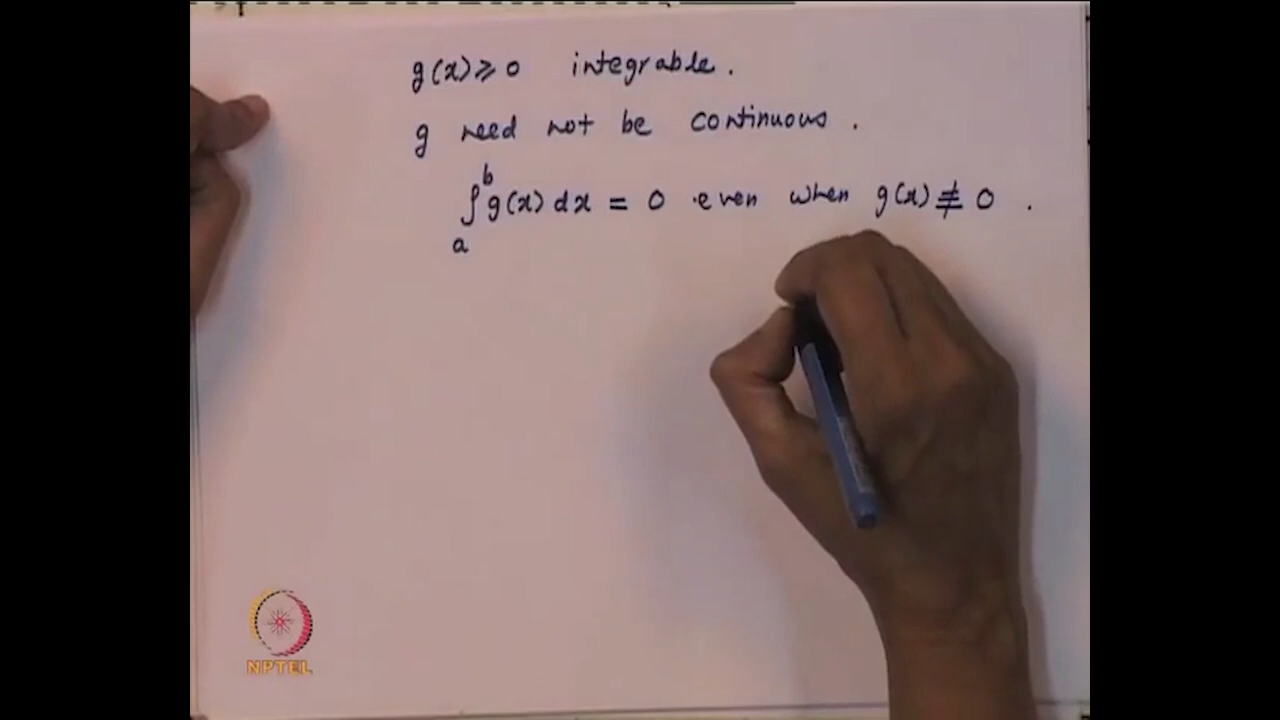 g(x) ⩾ 0 integrable.
g need not be continuous.
∫_a^b g(x) dx = 0 even when g(x) ≢ 0.
NPTEL